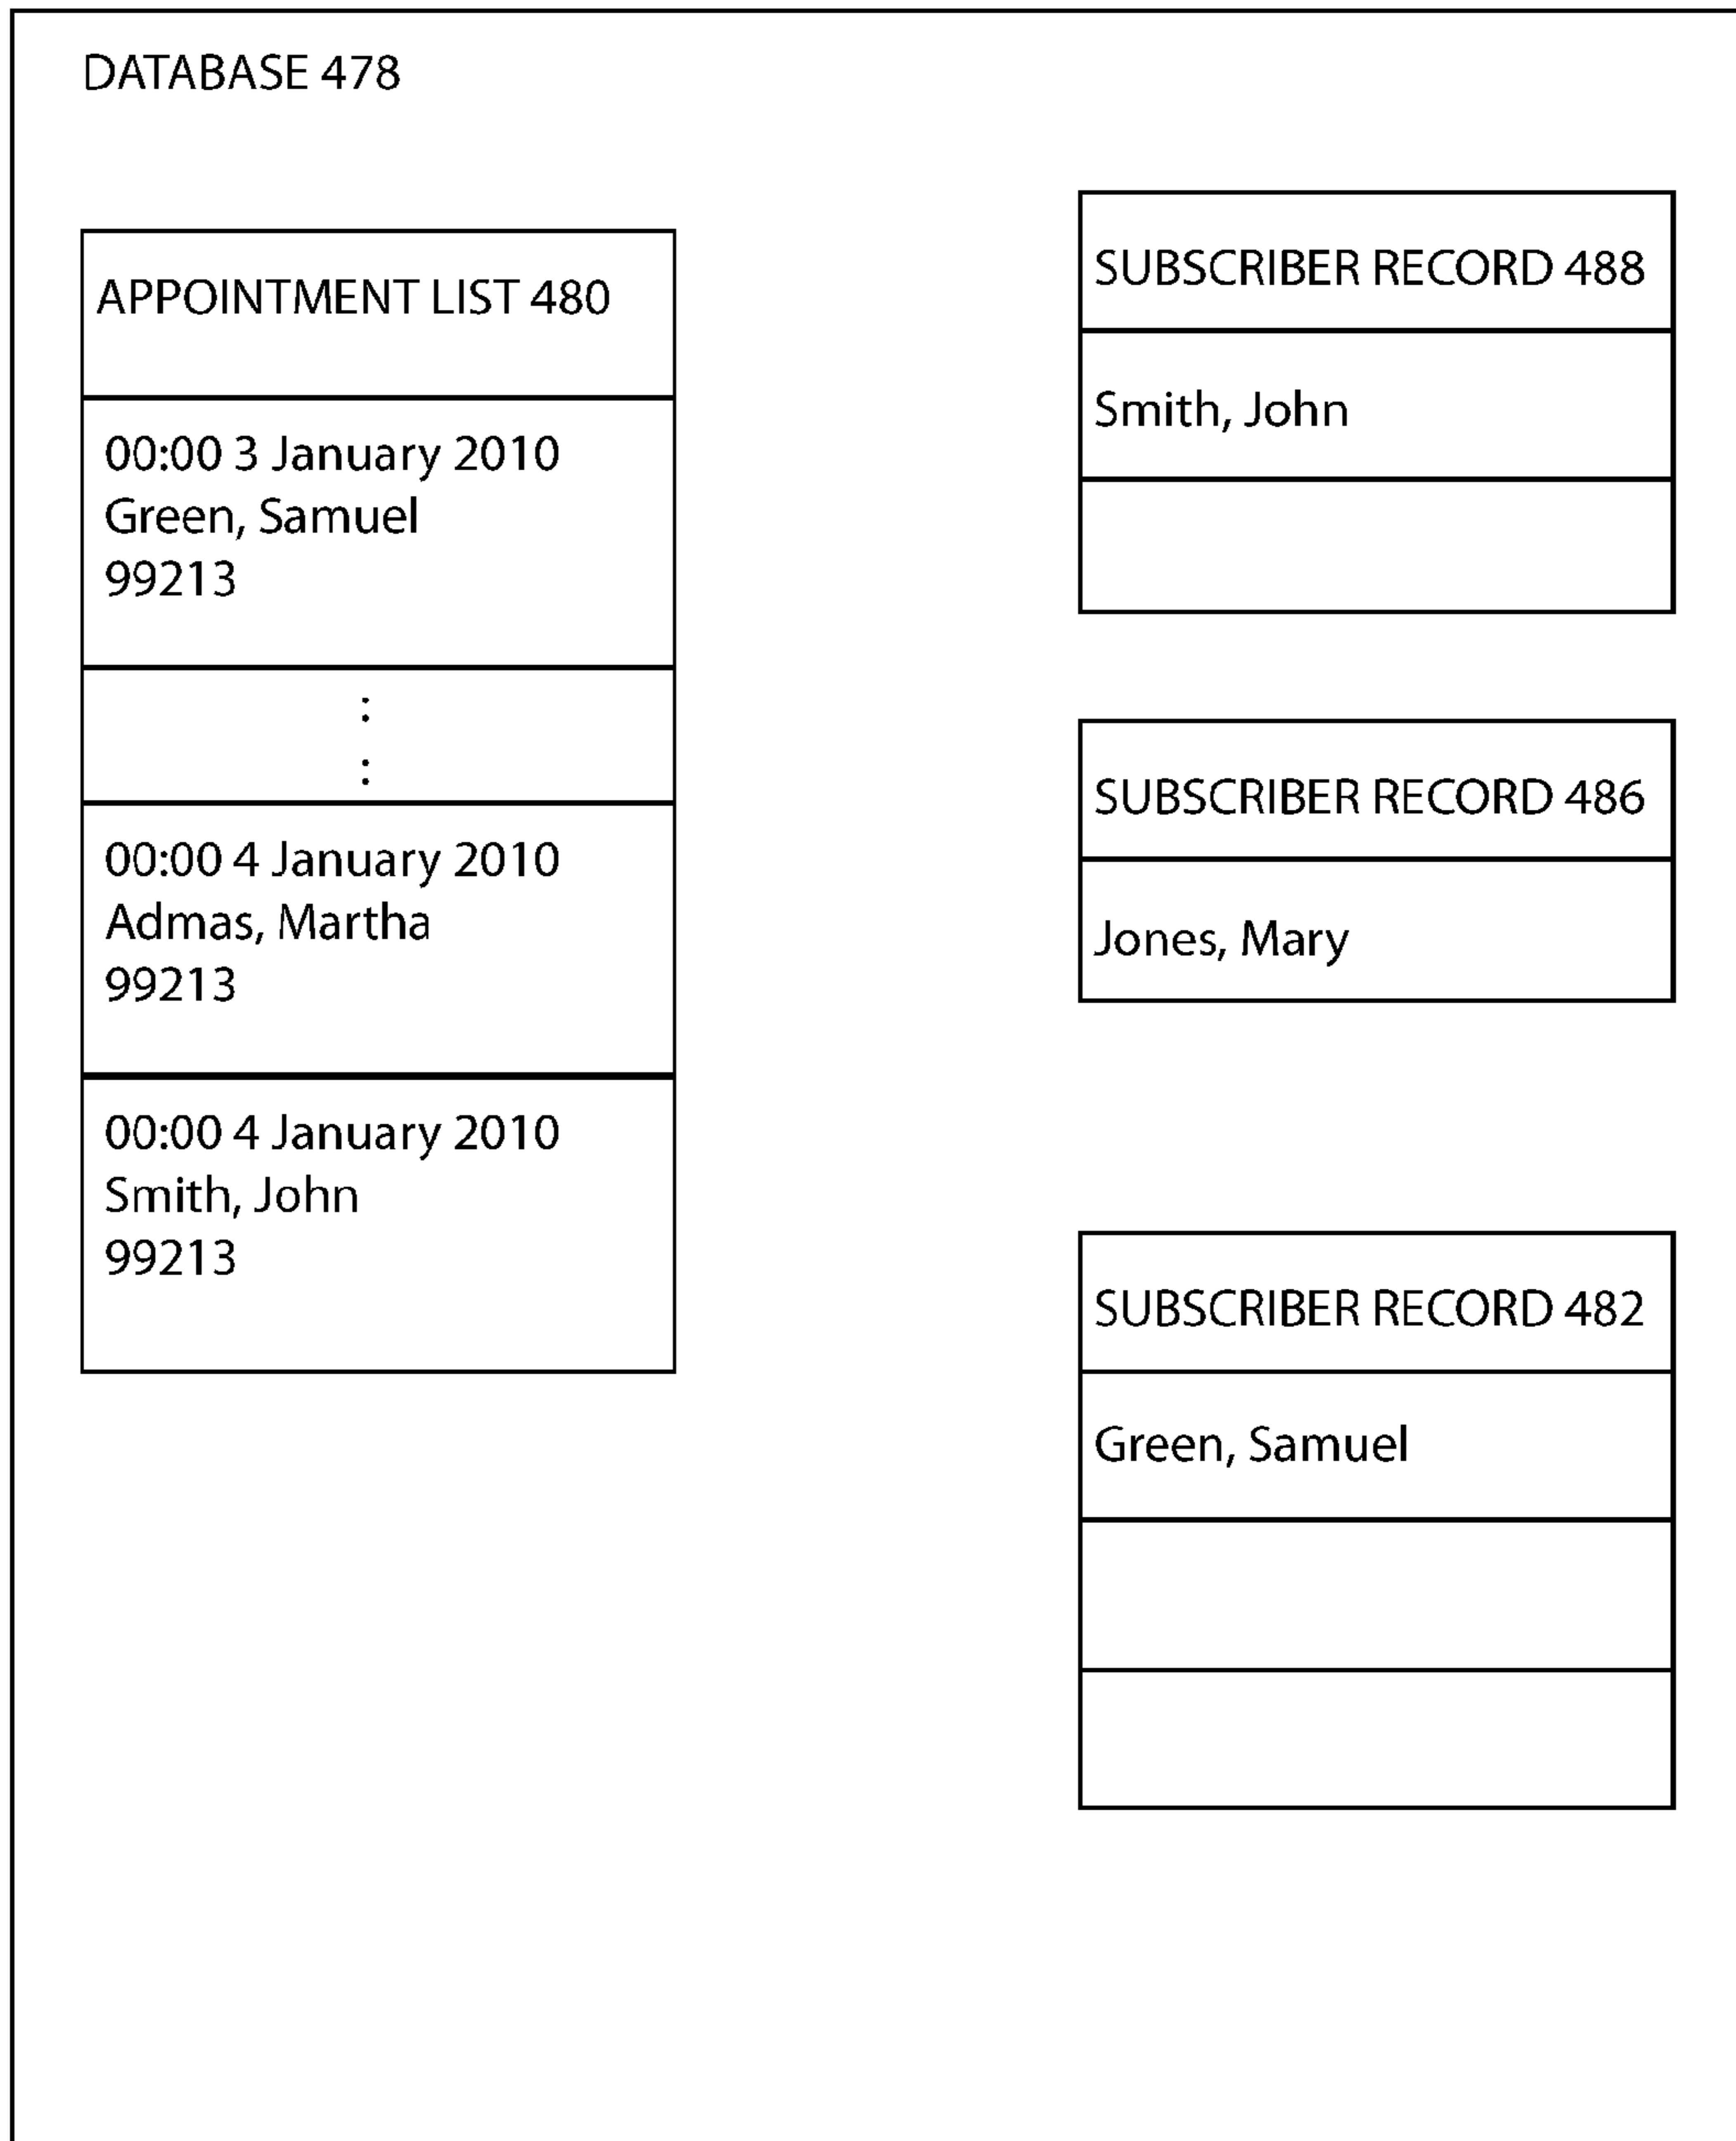 DATABASE 478
APPOINTMENT LIST 480
00:00 3 January 2010
Green, Samuel
99213
:
:
00:00 4 January 2010
Admas, Martha
99213
00:00 4 January 2010
Smith, John
99213
SUBSCRIBER RECORD 488
Smith, John
SUBSCRIBER RECORD 486
Jones, Mary
SUBSCRIBER RECORD 482
Green, Samuel